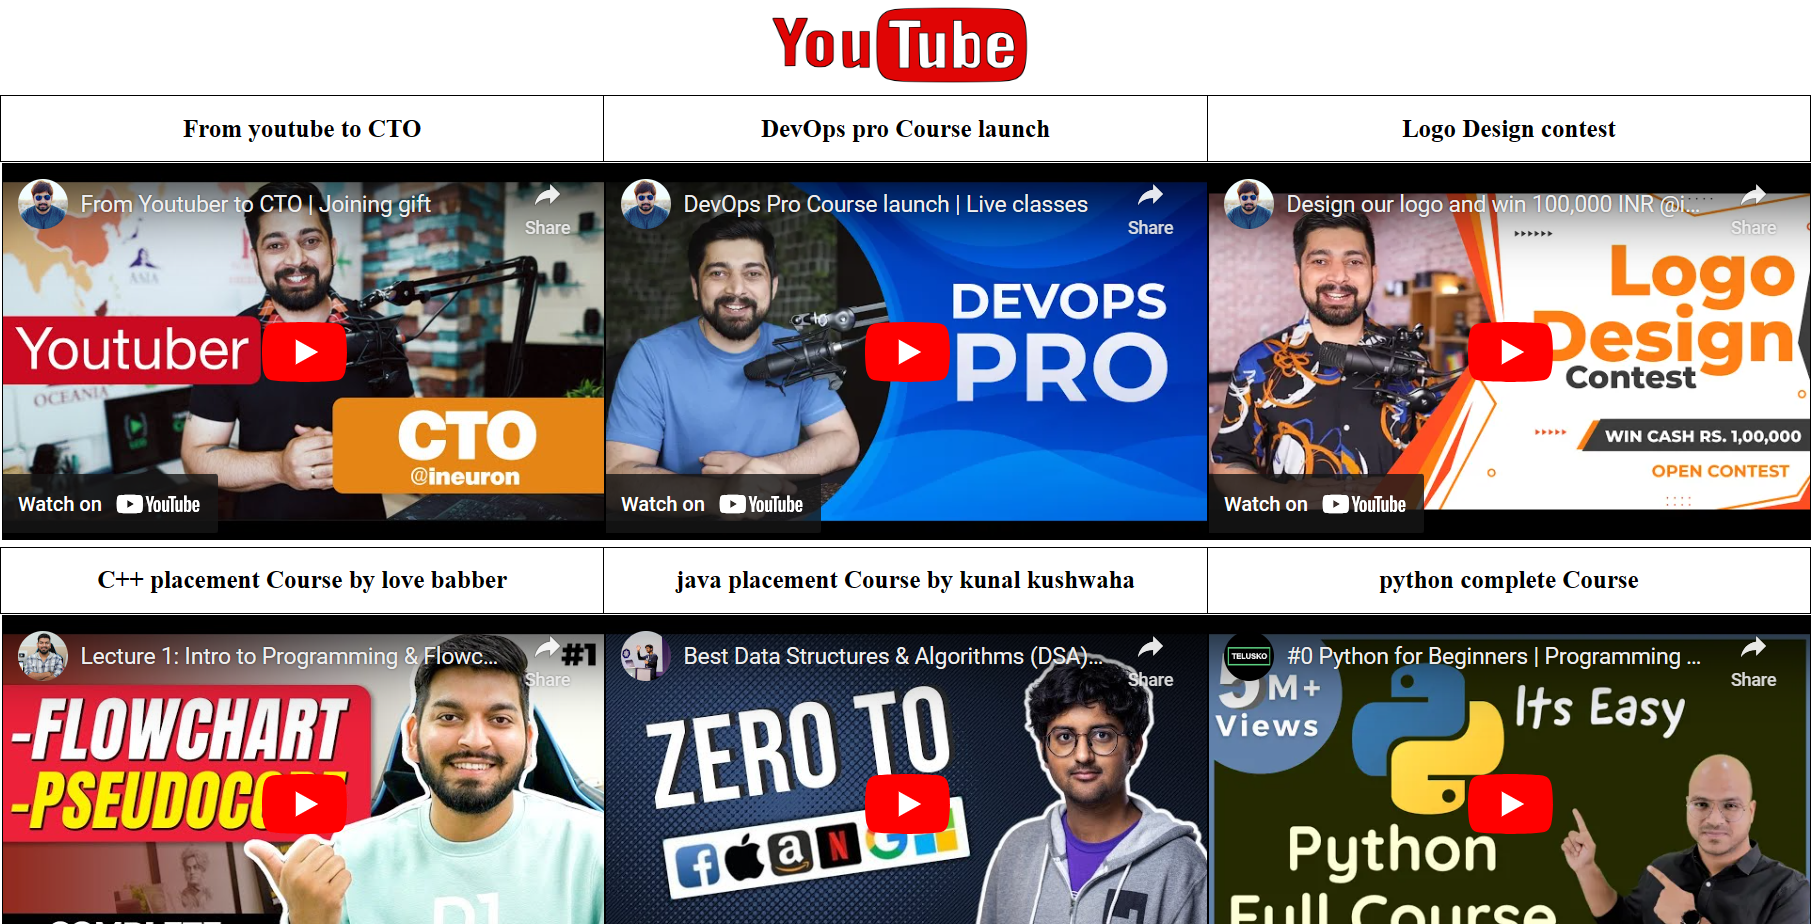 YouTube
From youtube to CTO
DevOps pro Course launch
Logo Design contest
From Youtuber to CTO | Joining gift
Share
ASIA
Youtuber
OCEANIA
CTO
@ineuron
Watch on YouTube
DevOps Pro Course launch | Live classes
Share
DEVOPS
PRO
Watch on YouTube
Design our logo and win 100,000 INR @i...
Share
Logo
Design
Contest
WIN CASH RS. 1,00,000
OPEN CONTEST
Watch on YouTube
C++ placement Course by love babber
java placement Course by kunal kushwaha
python complete Course
Lecture 1: Intro to Programming & Flowc...
#1
Share
-FLOWCHART
Best Data Structures & Algorithms (DSA)...
Share
ZERO TO
TELUSKO
#0 Python for Beginners | Programming ...
Share
5 M+
Views
Its Easy
Python
Full Course